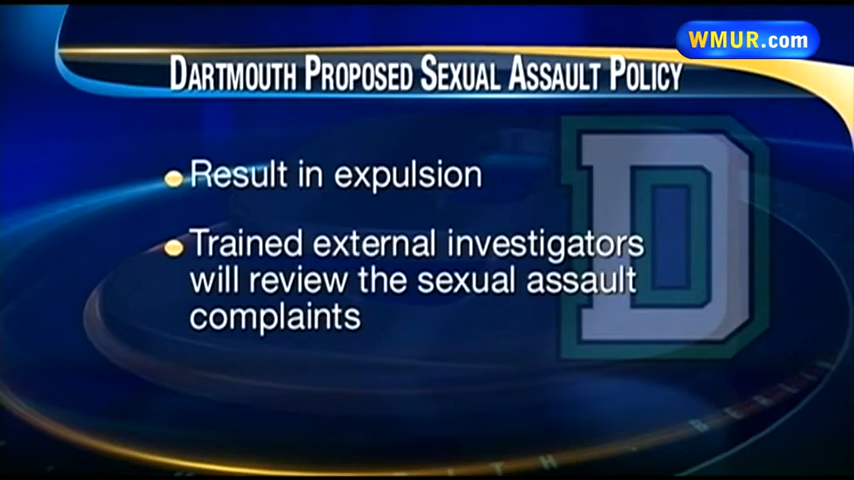 WMUR.com
DARTMOUTH PROPOSED SEXUAL ASSAULT POLICY
Result in expulsion
Trained external investigators
will review the sexual assault
complaints
D